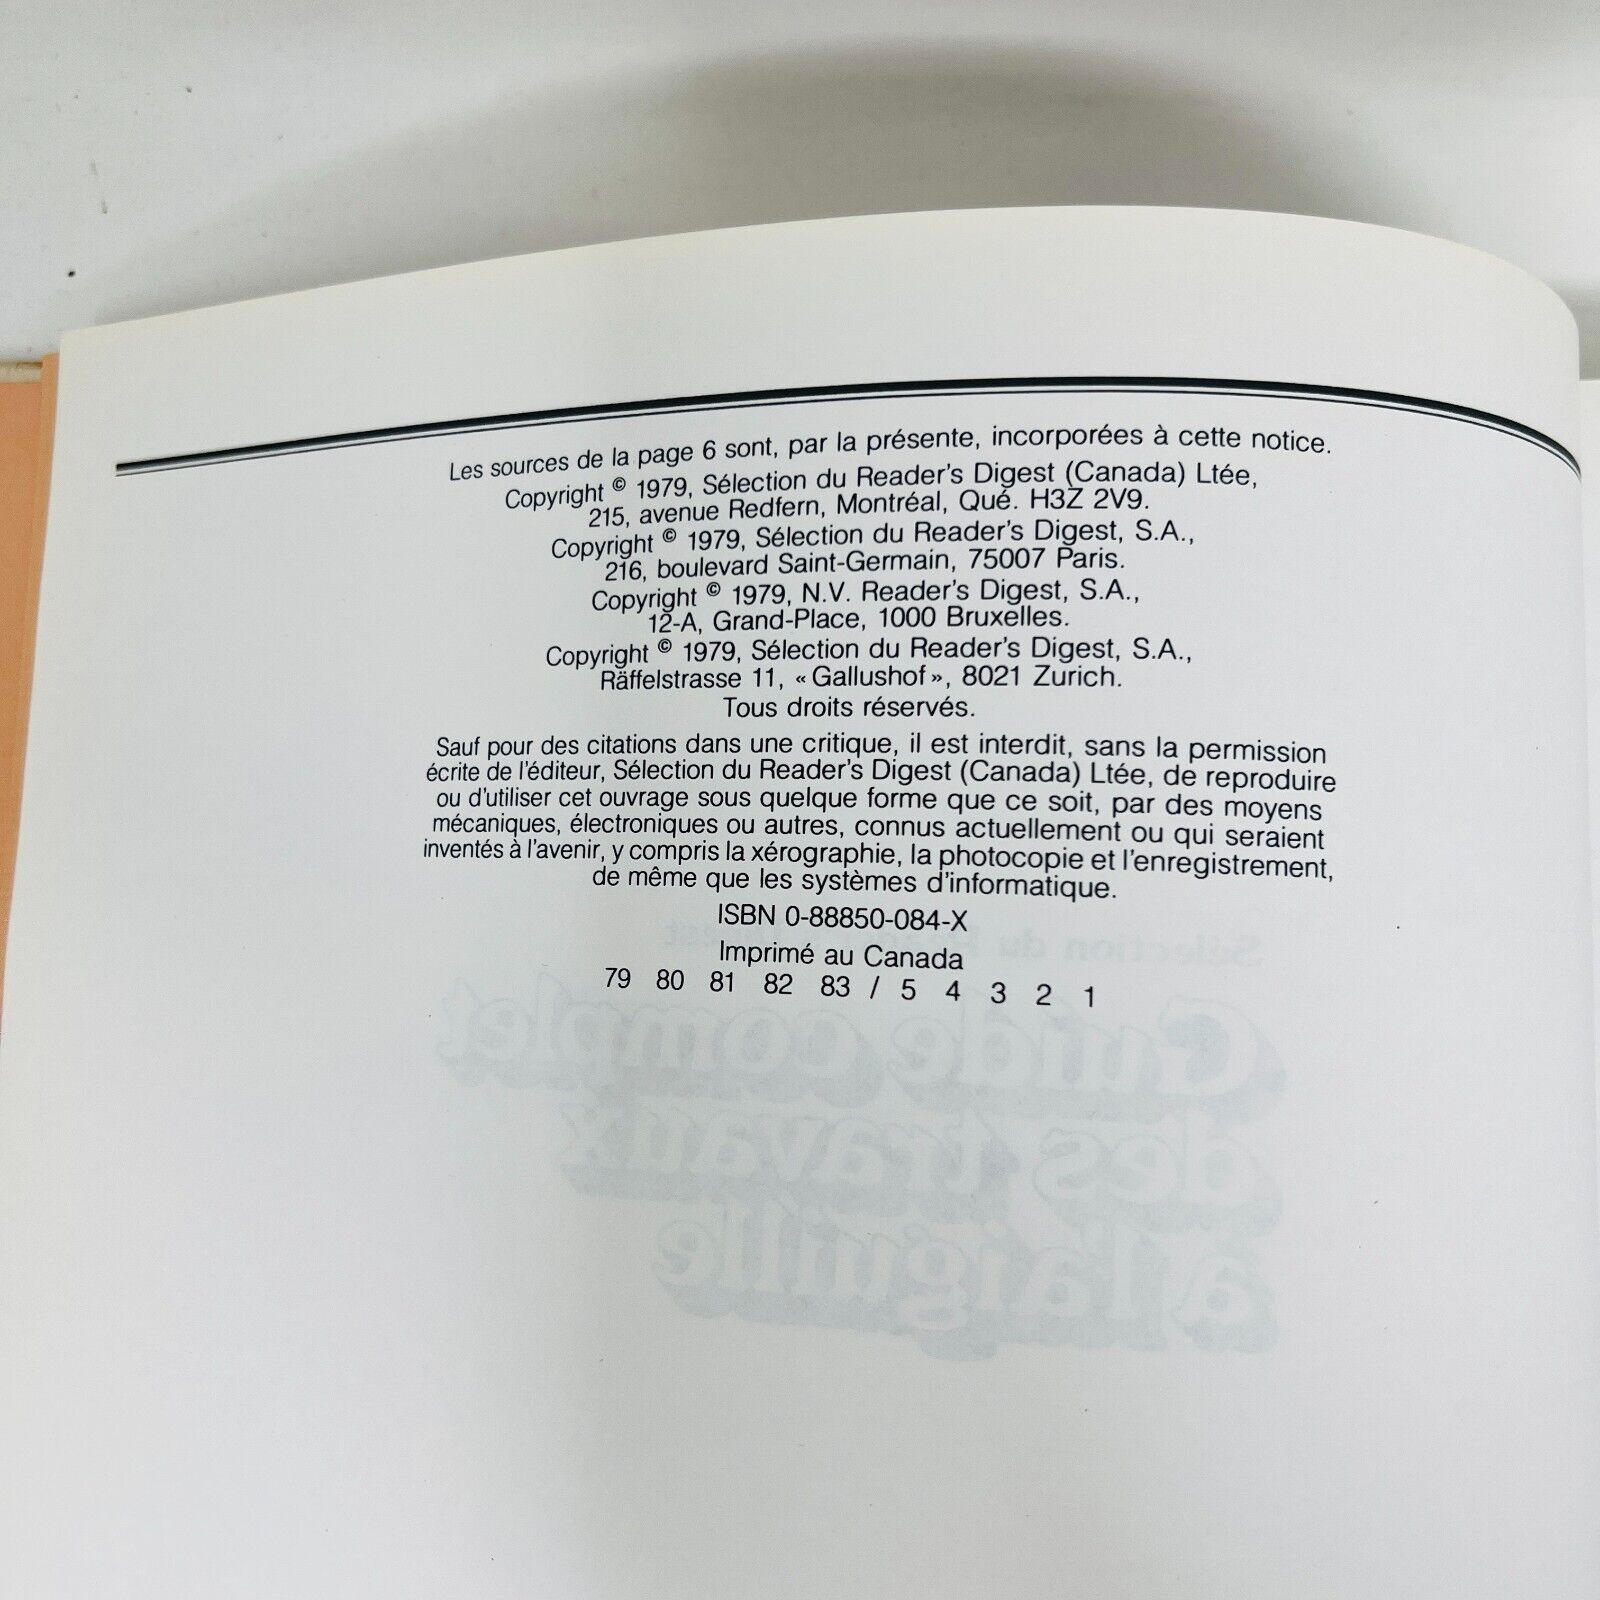 Les sources de la page 6 sont, par la présente, incorporées à cette notice.
Copyright © 1979, Sélection du Reader's Digest (Canada) Ltée,
215, avenue Redfern, Montréal, Qué. H3Z 2V9.
Copyright © 1979, Sélection du Reader's Digest, S.A.,
216, boulevard Saint-Germain, 75007 Paris.
Copyright © 1979, N.V. Reader's Digest, S.A.,
12-A, Grand-Place, 1000 Bruxelles.
Copyright © 1979, Sélection du Reader's Digest, S.A.,
Räffelstrasse 11, « Gallushof », 8021 Zurich.
Tous droits réservés.
Sauf pour des citations dans une critique, il est interdit, sans la permission
écrite de l'éditeur, Sélection du Reader's Digest (Canada) Ltée, de reproduire
ou d'utiliser cet ouvrage sous quelque forme que ce soit, par des moyens
mécaniques, électroniques ou autres, connus actuellement ou qui seraient
inventés à l'avenir, y compris la xérographie, la photocopie et l'enregistrement,
de même que les systèmes d'informatique.
ISBN 0-88850-084-X
Imprimé au Canada
79 80 81 82 83 / 5 4 3 2 1
Sélection du
Guide complet
des travaux
à l'aiguille